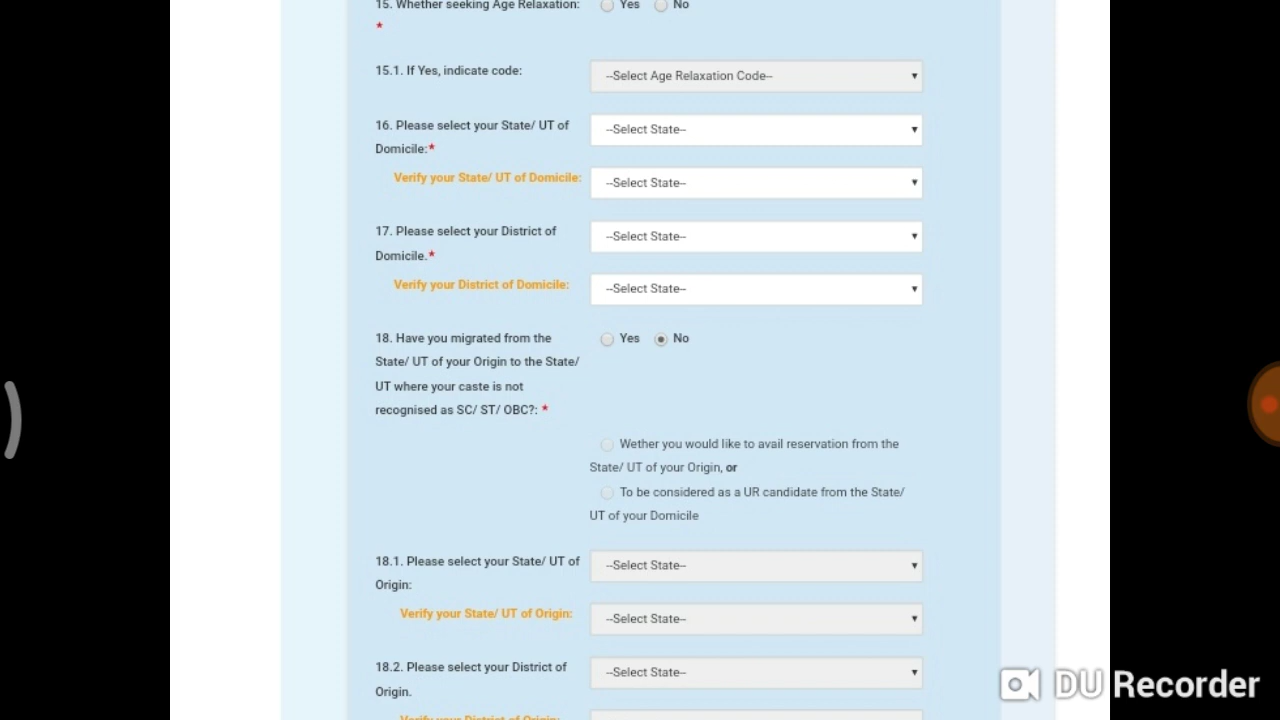 15. Whether seeking Age Relaxation: Yes No
*
15.1. If Yes, indicate code: --Select Age Relaxation Code--
16. Please select your State/ UT of --Select State--
Domicile:*
Verify your State/ UT of Domicile: --Select State--
17. Please select your District of --Select State--
Domicile.*
Verify your District of Domicile: --Select State--
18. Have you migrated from the Yes No
State/ UT of your Origin to the State/
UT where your caste is not
recognised as SC/ ST/ OBC?: *
Wether you would like to avail reservation from the
State/ UT of your Origin, or
To be considered as a UR candidate from the State/
UT of your Domicile
18.1. Please select your State/ UT of --Select State--
Origin:
Verify your State/ UT of Origin: --Select State--
18.2. Please select your District of --Select State--
Origin.
Verify your District of Origin:
DU Recorder